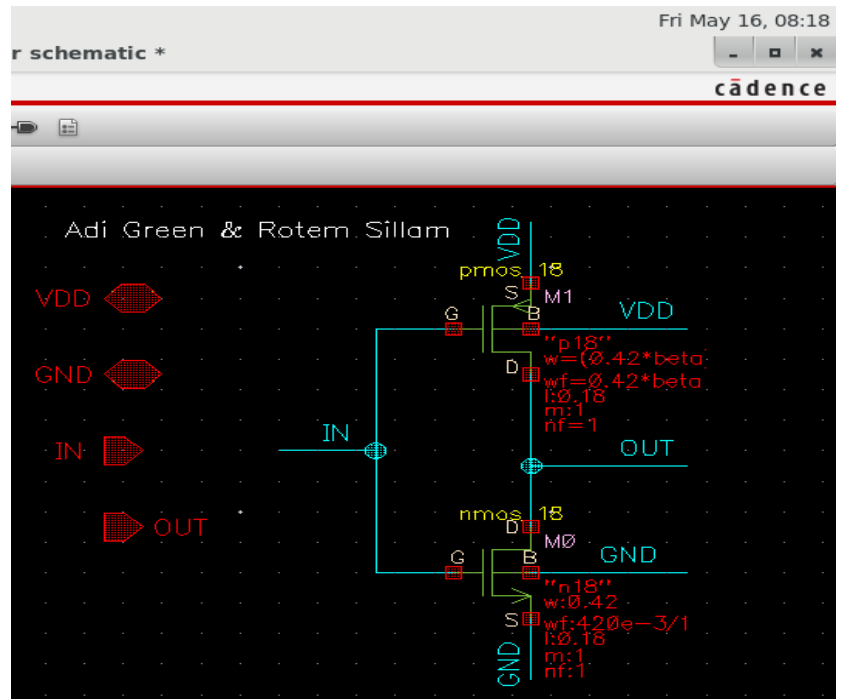 Fri May 16, 08:18
r schematic *
cādence
Adi Green & Rotem Sillam
VDD
pmos_18
VDD
S
M1
VDD
G
B
"p18"
w=(0.42*beta
GND
D
wf=0.42*beta
l:0.18
m:1
nf=1
IN
IN
OUT
OUT
nmos_18
D
M0
GND
G
B
"n18"
w:0.42
S
wf:420e-3/1
l:0.18
GND
m:1
nf:1